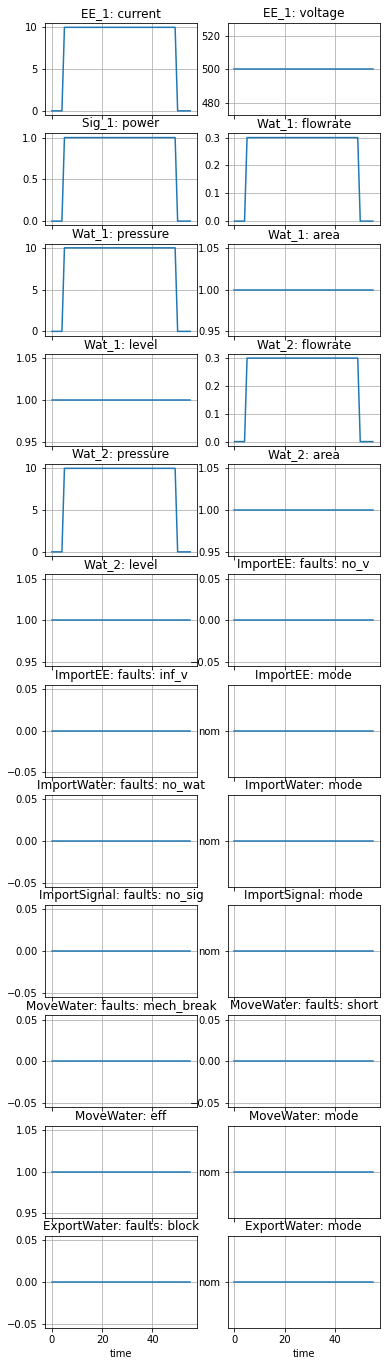 EE_1: current
EE_1: voltage
10
5
0
520
500
480
Sig_1: power
Wat_1: flowrate
1.0
0.5
0.0
0.3
0.2
0.1
0.0
Wat_1: pressure
Wat_1: area
10
5
0
1.05
1.00
0.95
Wat_1: level
Wat_2: flowrate
1.05
1.00
0.95
0.3
0.2
0.1
0.0
Wat_2: pressure
Wat_2: area
10
5
0
1.05
1.00
0.95
Wat_2: level
ImportEE: faults: no_v
1.05
1.00
0.95
0.05
0.00
−0.05
ImportEE: faults: inf_v
ImportEE: mode
0.05
0.00
−0.05
nom
ImportWater: faults: no_wat
ImportWater: mode
0.05
0.00
−0.05
nom
ImportSignal: faults: no_sig
ImportSignal: mode
0.05
0.00
−0.05
nom
MoveWater: faults: mech_break
MoveWater: faults: short
0.05
0.00
−0.05
0.05
0.00
−0.05
MoveWater: eff
MoveWater: mode
1.05
1.00
0.95
nom
ExportWater: faults: block
ExportWater: mode
0.05
0.00
−0.05
nom
0 20 40
0 20 40
time
time